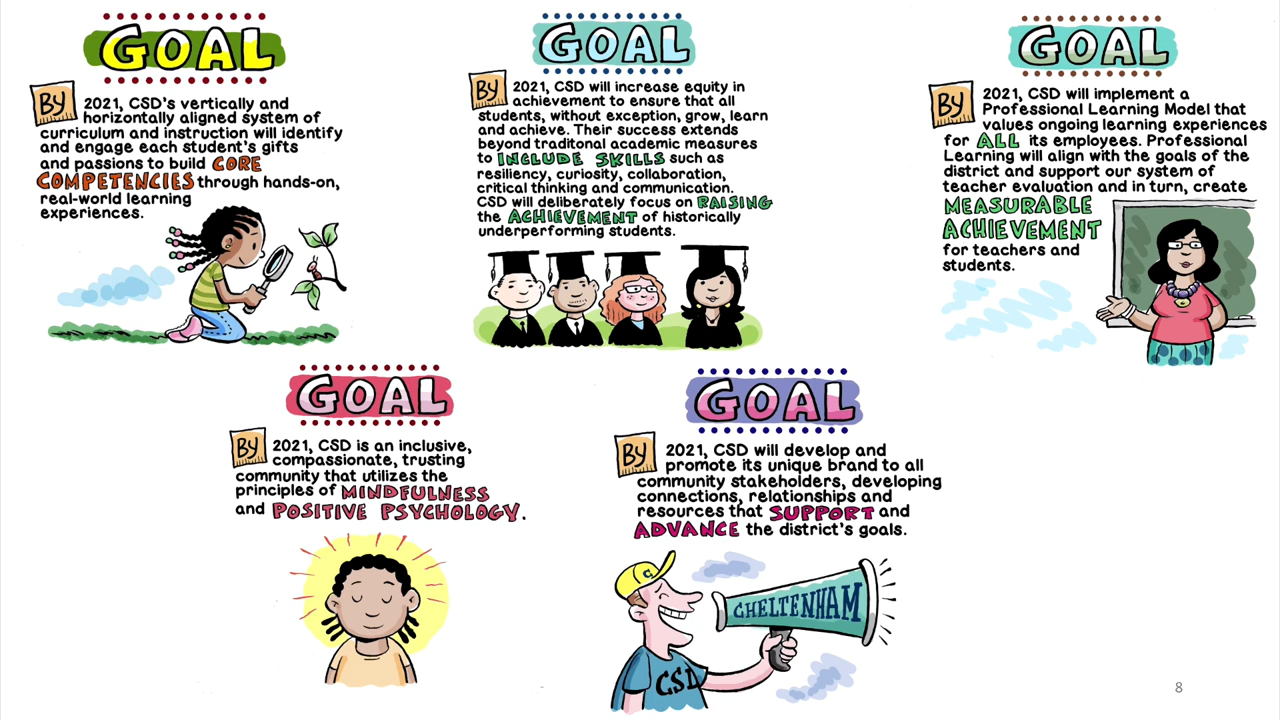 GOAL
BY 2021, CSD's vertically and
horizontally aligned system of
curriculum and instruction will identify
and engage each student's gifts
and passions to build CORE
COMPETENCIES through hands-on,
real-world learning
experiences.
GOAL
BY 2021, CSD will increase equity in
achievement to ensure that all
students, without exception, grow, learn
and achieve. Their success extends
beyond traditonal academic measures
to INCLUDE SKILLS such as
resiliency, curiosity, collaboration,
critical thinking and communication.
CSD will deliberately focus on RAISING
the ACHIEVEMENT of historically
underperforming students.
GOAL
BY 2021, CSD will implement a
Professional Learning Model that
values ongoing learning experiences
for ALL its employees. Professional
Learning will align with the goals of the
district and support our system of
teacher evaluation and in turn, create
MEASURABLE
ACHIEVEMENT
for teachers and
students.
GOAL
BY 2021, CSD is an inclusive,
compassionate, trusting
community that utilizes the
principles of MINDFULNESS
and POSITIVE PSYCHOLOGY.
GOAL
BY 2021, CSD will develop and
promote its unique brand to all
community stakeholders, developing
connections, relationships and
resources that SUPPORT and
ADVANCE the district's goals.
C
CHELTENHAM
CSD
8